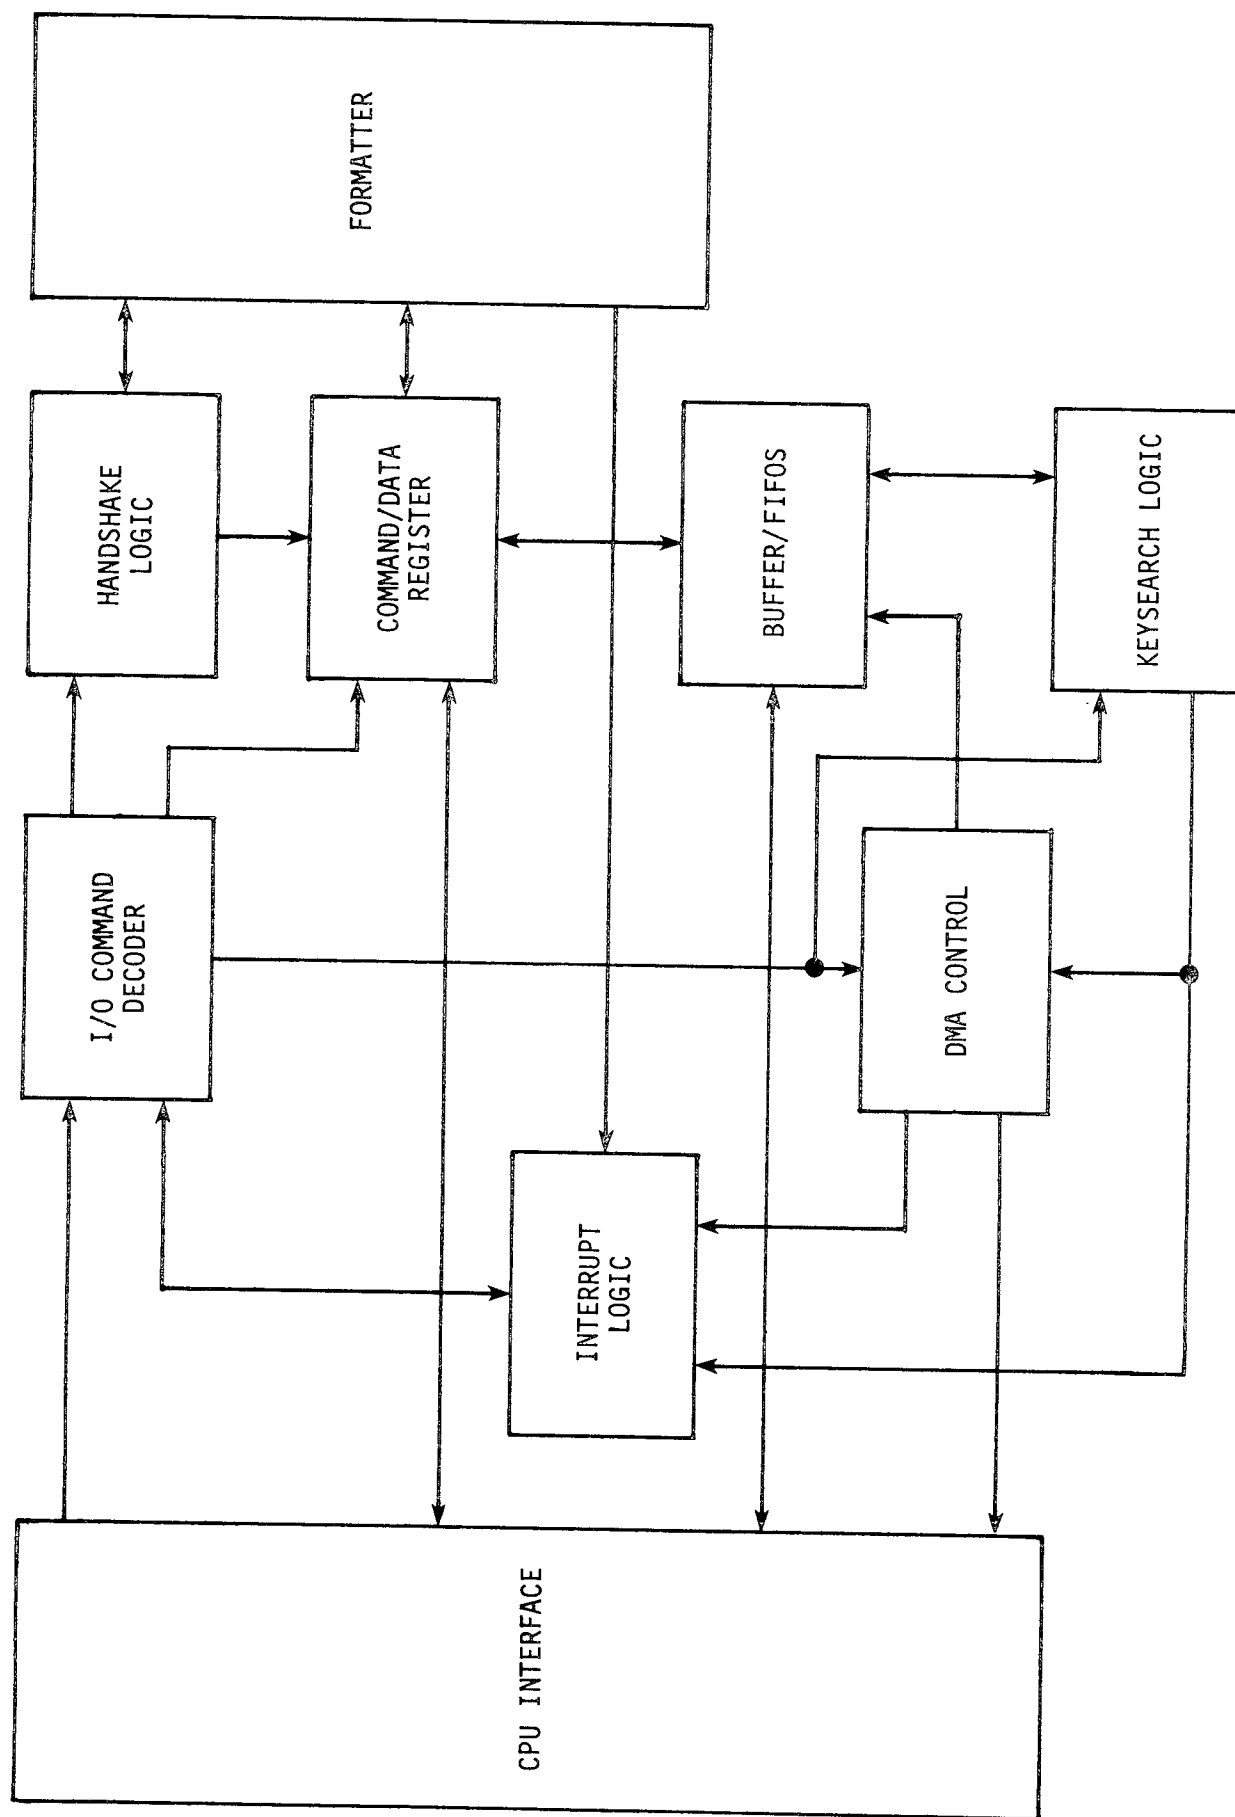 CPU INTERFACE
I/O COMMAND
DECODER
INTERRUPT
LOGIC
DMA CONTROL
HANDSHAKE
LOGIC
COMMAND/DATA
REGISTER
BUFFER/FIFOS
KEYSEARCH LOGIC
FORMATTER